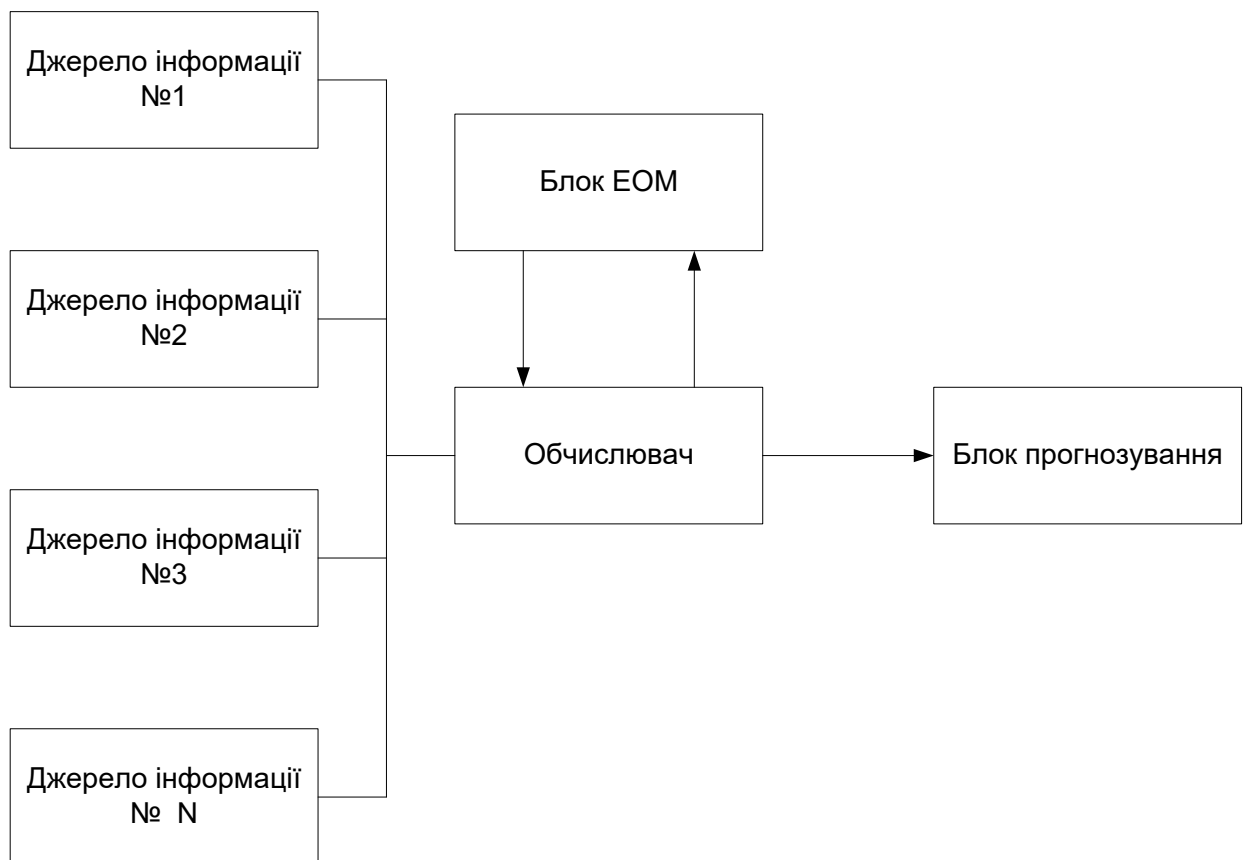 Джерело інформації
№1
Блок ЕОМ
Джерело інформації
№2
Обчислювач
Блок прогнозування
Джерело інформації
№3
Джерело інформації
№ N